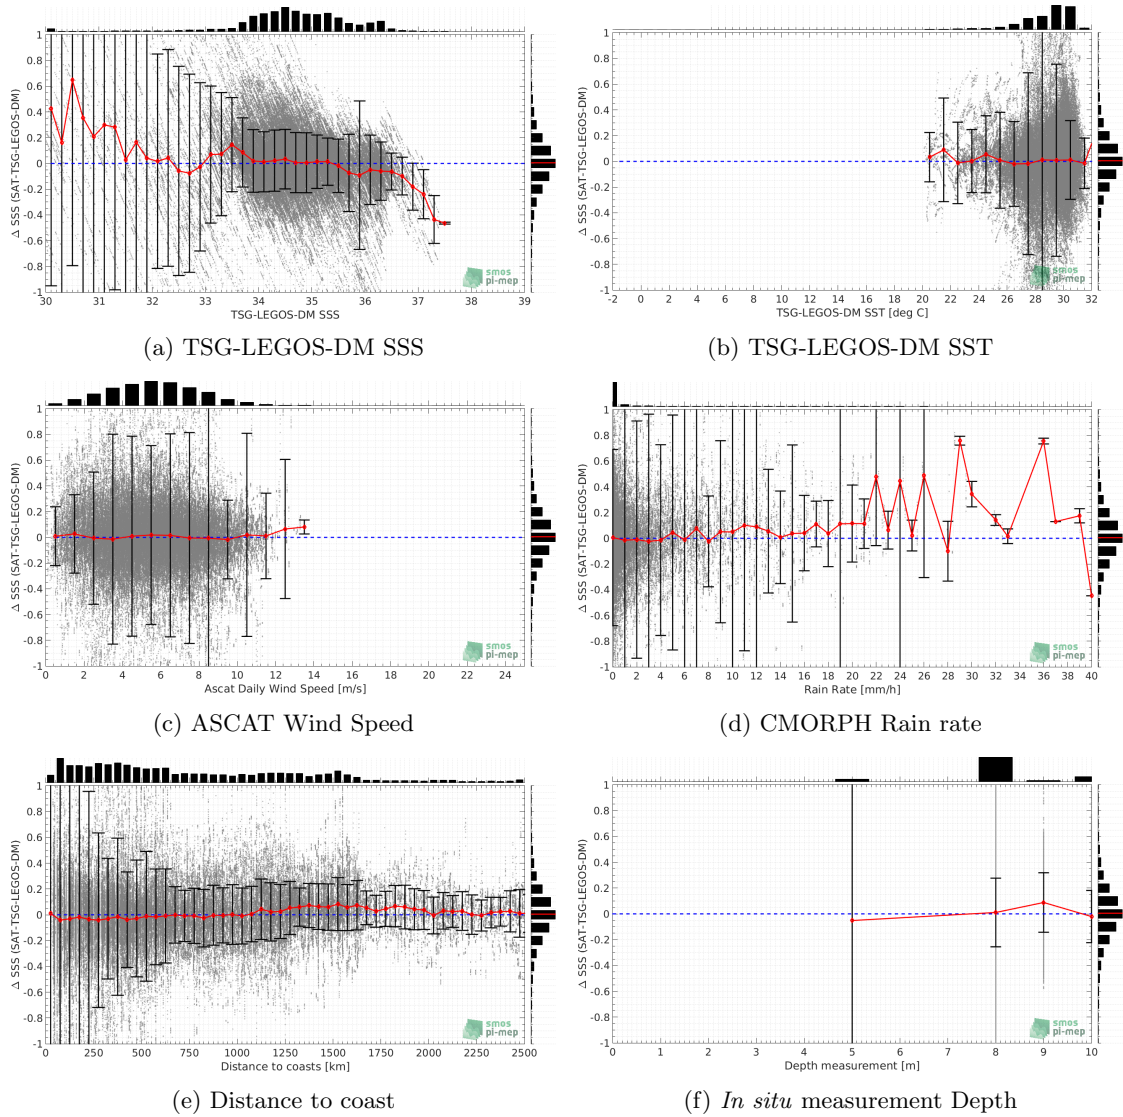 1
0.8
0.6
0.4
0.2
0
-0.2
-0.4
-0.6
-0.8
-1
Δ SSS (SAT-TSG-LEGOS-DM)
30 31 32 33 34 35 36 37 38 39
TSG-LEGOS-DM SSS
smos
pi-mep
(a) TSG-LEGOS-DM SSS
1
0.8
0.6
0.4
0.2
0
-0.2
-0.4
-0.6
-0.8
-1
Δ SSS (SAT-TSG-LEGOS-DM)
-2 0 2 4 6 8 10 12 14 16 18 20 22 24 26 28 30 32
TSG-LEGOS-DM SST [deg C]
smos
pi-mep
(b) TSG-LEGOS-DM SST
1
0.8
0.6
0.4
0.2
0
-0.2
-0.4
-0.6
-0.8
-1
Δ SSS (SAT-TSG-LEGOS-DM)
0 2 4 6 8 10 12 14 16 18 20 22 24
Ascat Daily Wind Speed [m/s]
smos
pi-mep
(c) ASCAT Wind Speed
1
0.8
0.6
0.4
0.2
0
-0.2
-0.4
-0.6
-0.8
-1
Δ SSS (SAT-TSG-LEGOS-DM)
0 2 4 6 8 10 12 14 16 18 20 22 24 26 28 30 32 34 36 38 40
Rain Rate [mm/h]
smos
pi-mep
(d) CMORPH Rain rate
1
0.8
0.6
0.4
0.2
0
-0.2
-0.4
-0.6
-0.8
-1
Δ SSS (SAT-TSG-LEGOS-DM)
0 250 500 750 1000 1250 1500 1750 2000 2250 2500
Distance to coasts [km]
smos
pi-mep
(e) Distance to coast
1
0.8
0.6
0.4
0.2
0
-0.2
-0.4
-0.6
-0.8
-1
Δ SSS (SAT-TSG-LEGOS-DM)
0 1 2 3 4 5 6 7 8 9 10
Depth measurement [m]
smos
pi-mep
(f) In situ measurement Depth